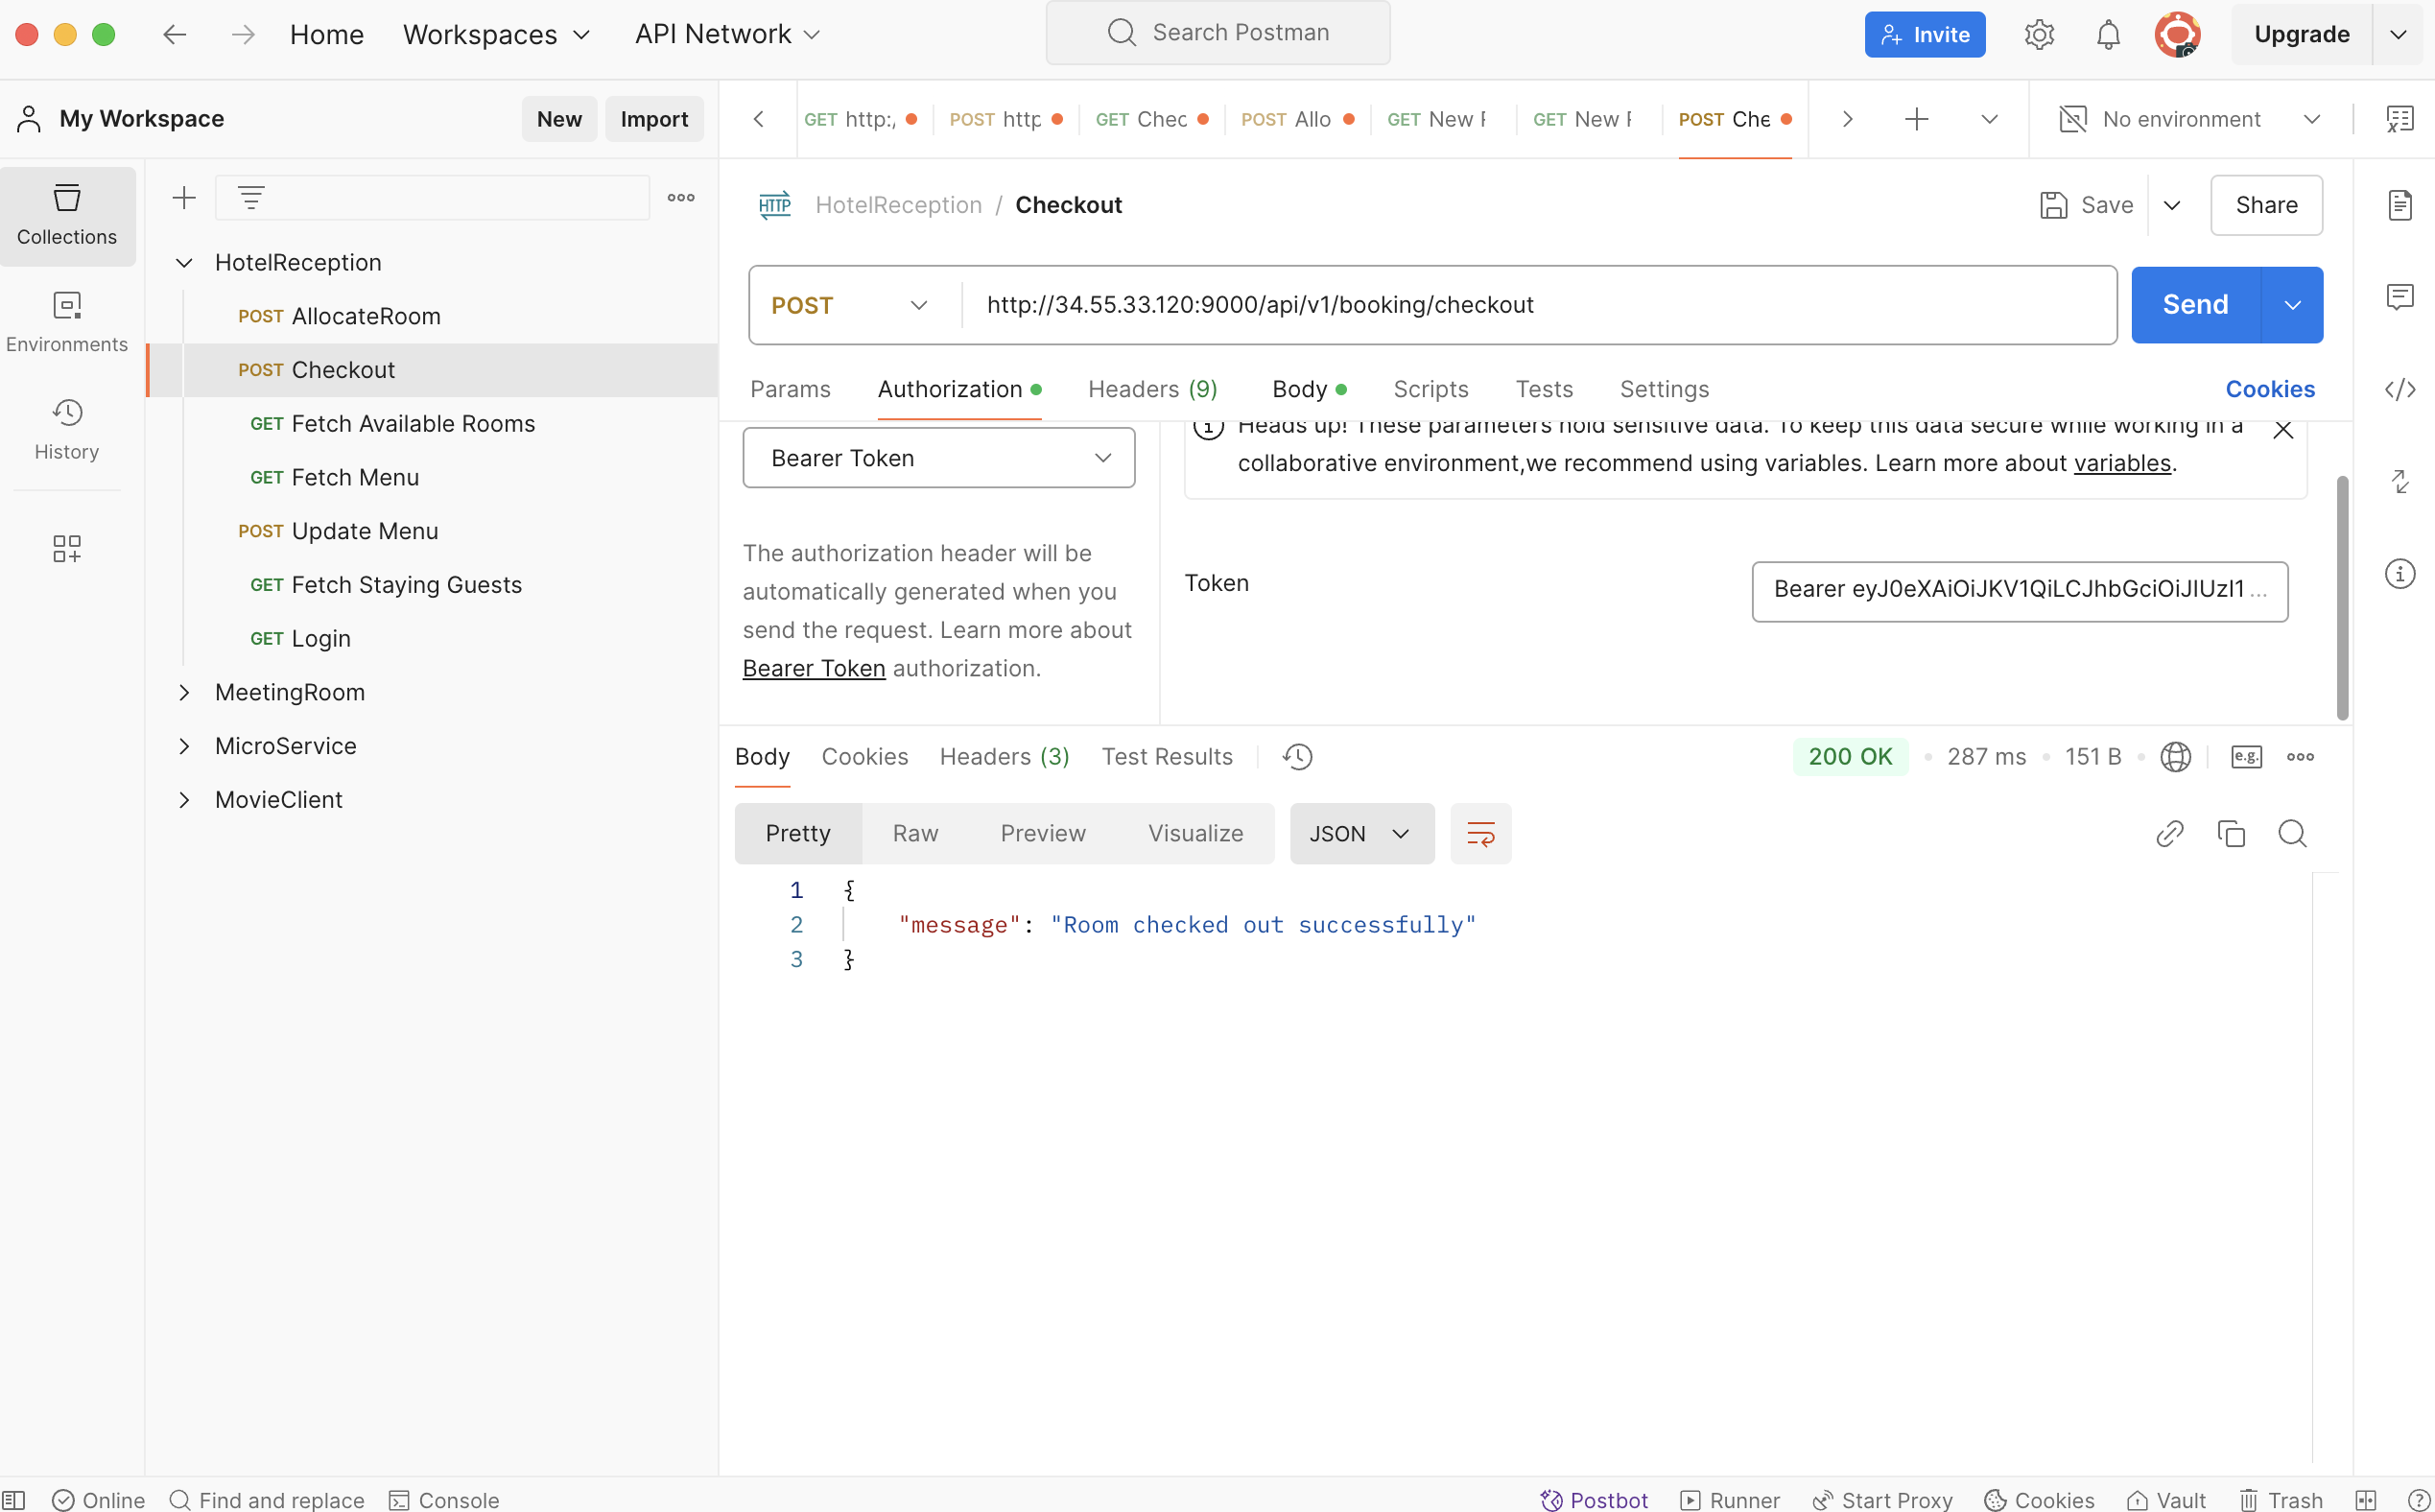 Home Workspaces API Network Search Postman Invite Upgrade
My Workspace New Import
GET http:/ POST http GET Chec POST Allo GET New GET New POST Che No environment
Collections
Environments
History
HotelReception
POST AllocateRoom
POST Checkout
GET Fetch Available Rooms
GET Fetch Menu
POST Update Menu
GET Fetch Staying Guests
GET Login
MeetingRoom
MicroService
MovieClient
HTTP HotelReception / Checkout Save Share
POST http://34.55.33.120:9000/api/v1/booking/checkout Send
Params Authorization Headers (9) Body Scripts Tests Settings Cookies
Bearer Token
The authorization header will be
automatically generated when you
send the request. Learn more about
Bearer Token authorization.
Heads up! These parameters hold sensitive data. To keep this data secure while working in a
collaborative environment,we recommend using variables. Learn more about variables.
Token Bearer eyJ0eXAiOiJKV1QiLCJhbGciOiJIUzI1 ...
Body Cookies Headers (3) Test Results 200 OK 287 ms 151 B e.g.
Pretty Raw Preview Visualize JSON
1 {
2 "message": "Room checked out successfully"
3 }
Online Find and replace Console Postbot Runner Start Proxy Cookies Vault Trash